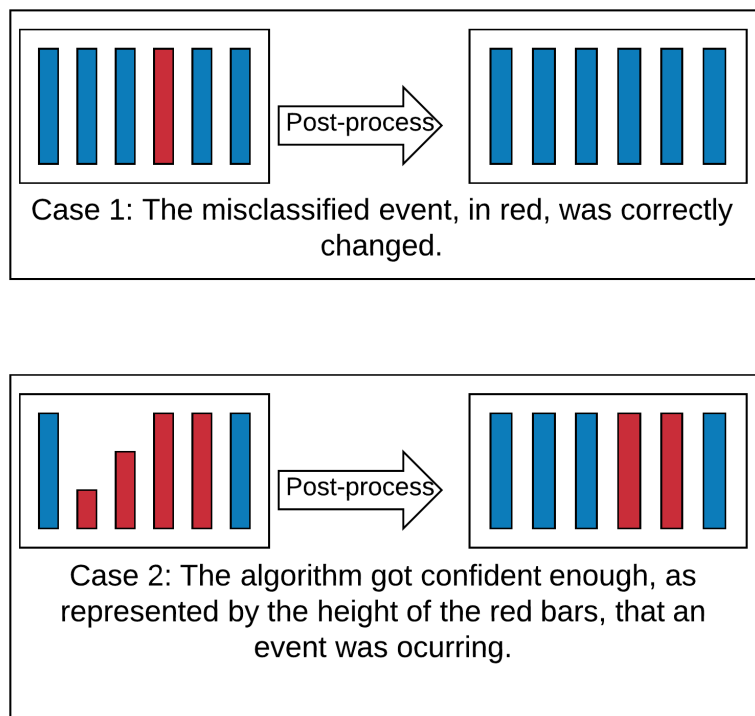 Post-process
Case 1: The misclassified event, in red, was correctly
changed.
Post-process
Case 2: The algorithm got confident enough, as
represented by the height of the red bars, that an
event was ocurring.